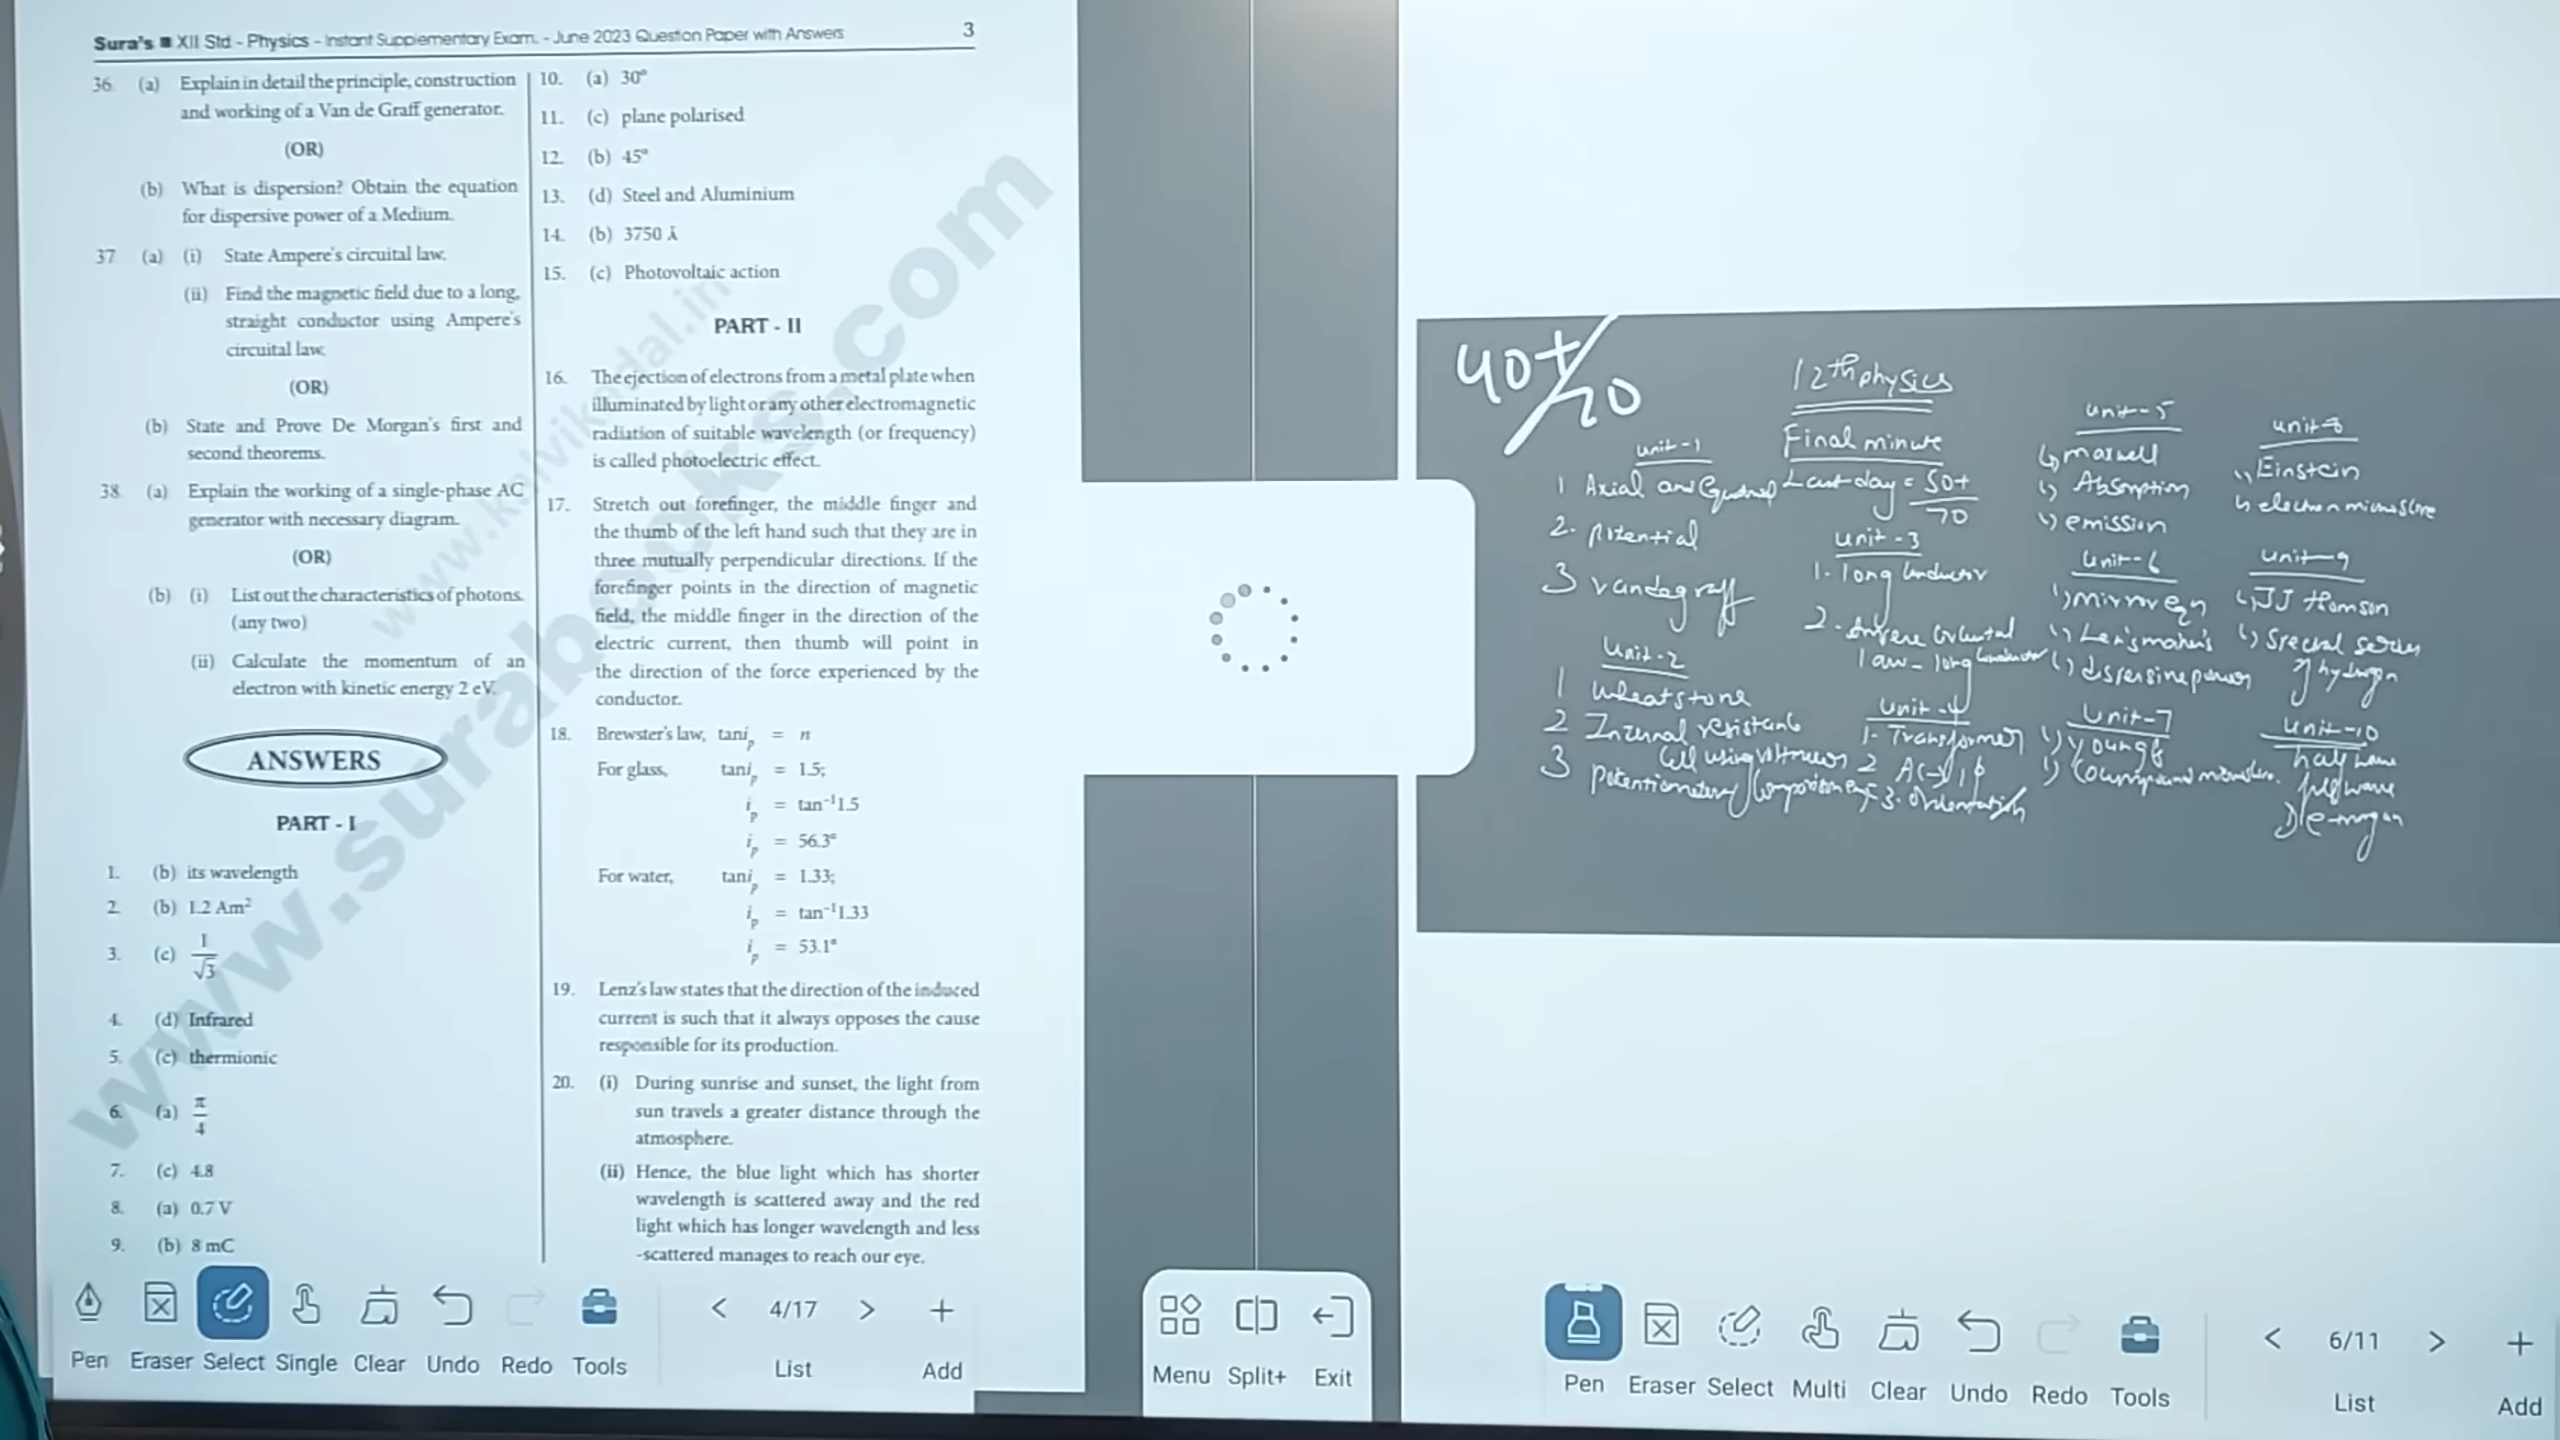 Sura's ■ XII Std - Physics - Instant Supplementary Exam. - June 2023 Question Paper with Answers
3
36. (a) Explain in detail the principle, construction
and working of a Van de Graff generator.
(OR)
(b) What is dispersion? Obtain the equation
for dispersive power of a Medium.
37 (a) (i) State Ampere's circuital law.
(ii) Find the magnetic field due to a long,
straight conductor using Ampere's
circuital law.
(OR)
(b) State and Prove De Morgan's first and
second theorems.
38. (a) Explain the working of a single-phase AC
generator with necessary diagram.
(OR)
(b) (i) List out the characteristics of photons.
(any two)
(ii) Calculate the momentum of an
electron with kinetic energy 2 eV.
ANSWERS
PART - I
1. (b) its wavelength
2. (b) 1.2 Am²
3. (c) 1/√3
4. (d) Infrared
5. (c) thermionic
6. (a) π/4
7. (c) 4.8
8. (a) 0.7 V
9. (b) 8 mC
10. (a) 30°
11. (c) plane polarised
12. (b) 45°
13. (d) Steel and Aluminium
14. (b) 3750 Å
15. (c) Photovoltaic action
PART - II
16. The ejection of electrons from a metal plate when
illuminated by light or any other electromagnetic
radiation of suitable wavelength (or frequency)
is called photoelectric effect.
17. Stretch out forefinger, the middle finger and
the thumb of the left hand such that they are in
three mutually perpendicular directions. If the
forefinger points in the direction of magnetic
field, the middle finger in the direction of the
electric current, then thumb will point in
the direction of the force experienced by the
conductor.
18. Brewster's law, tani_p = n
For glass, tani_p = 1.5;
i_p = tan⁻¹1.5
i_p = 56.3°
For water, tani_p = 1.33;
i_p = tan⁻¹1.33
i_p = 53.1°
19. Lenz's law states that the direction of the induced
current is such that it always opposes the cause
responsible for its production.
20. (i) During sunrise and sunset, the light from
sun travels a greater distance through the
atmosphere.
(ii) Hence, the blue light which has shorter
wavelength is scattered away and the red
light which has longer wavelength and less
-scattered manages to reach our eye.
www.surabooks.com
www.kalvikadal.in
Pen Eraser Select Single Clear Undo Redo Tools
< 4/17 > +
List Add
Menu Split+ Exit
40+/70
12th physics
Final minute
Last day = 50+/70
unit-1
1 Axial and
2. potential
3 vandegraff
Unit-2
1 wheatstone
2 Internal resistance
Cell using voltmeter
3 potentiometer
unit-3
1. long conductor
2.
law - long
unit-4
1. Transformer
2 AC
3.
unit-5
maxwell
Absorption
emission
unit-6
mirror eqn
Len's maker's
dispersive power
unit-7
Young's
Compound
unit-8
Einstein
electron
unit-9
JJ Thomson
Spectral series
hydrogen
unit-10
half wave
full wave
De-morgan
Pen Eraser Select Multi Clear Undo Redo Tools
< 6/11 > +
List Add